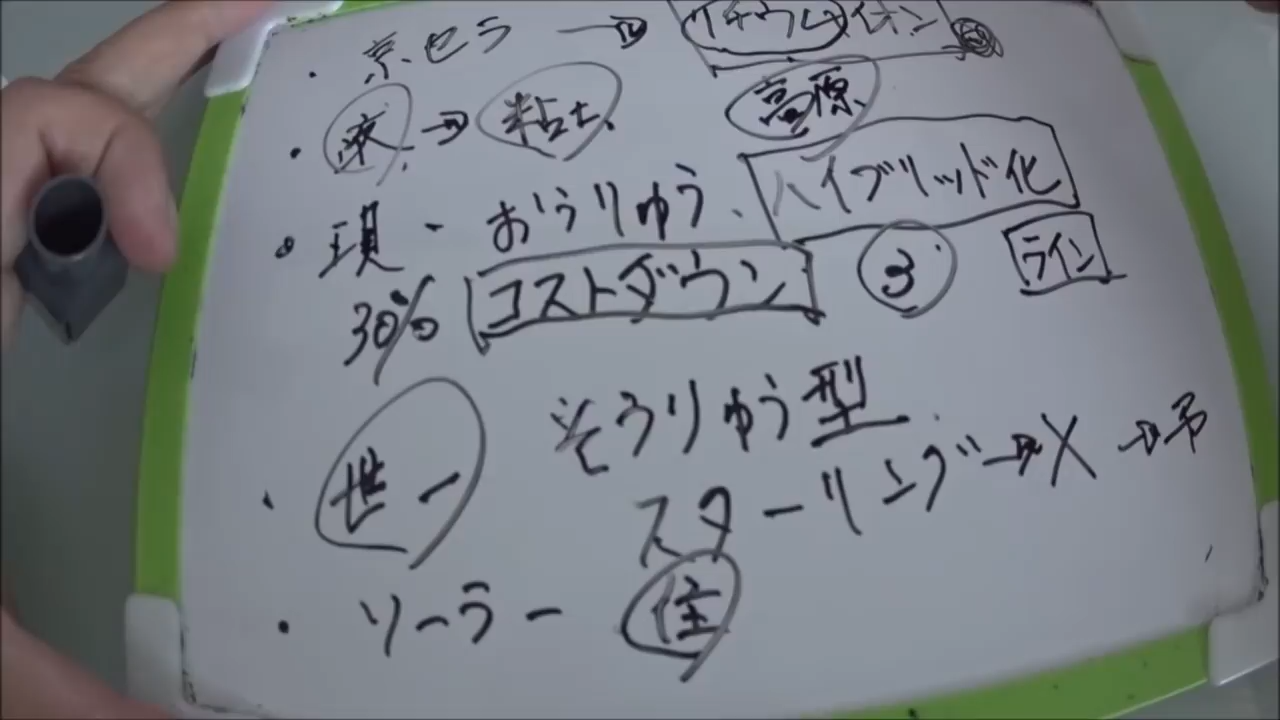 ・京セラ → リチウムイオン
・液 → 粘土 高原
・現・おうりゅう、ハイブリッド化
30% コストダウン 3 ライン
・世一 そうりゅう型
スターリング→X→予
・ソーラー 住